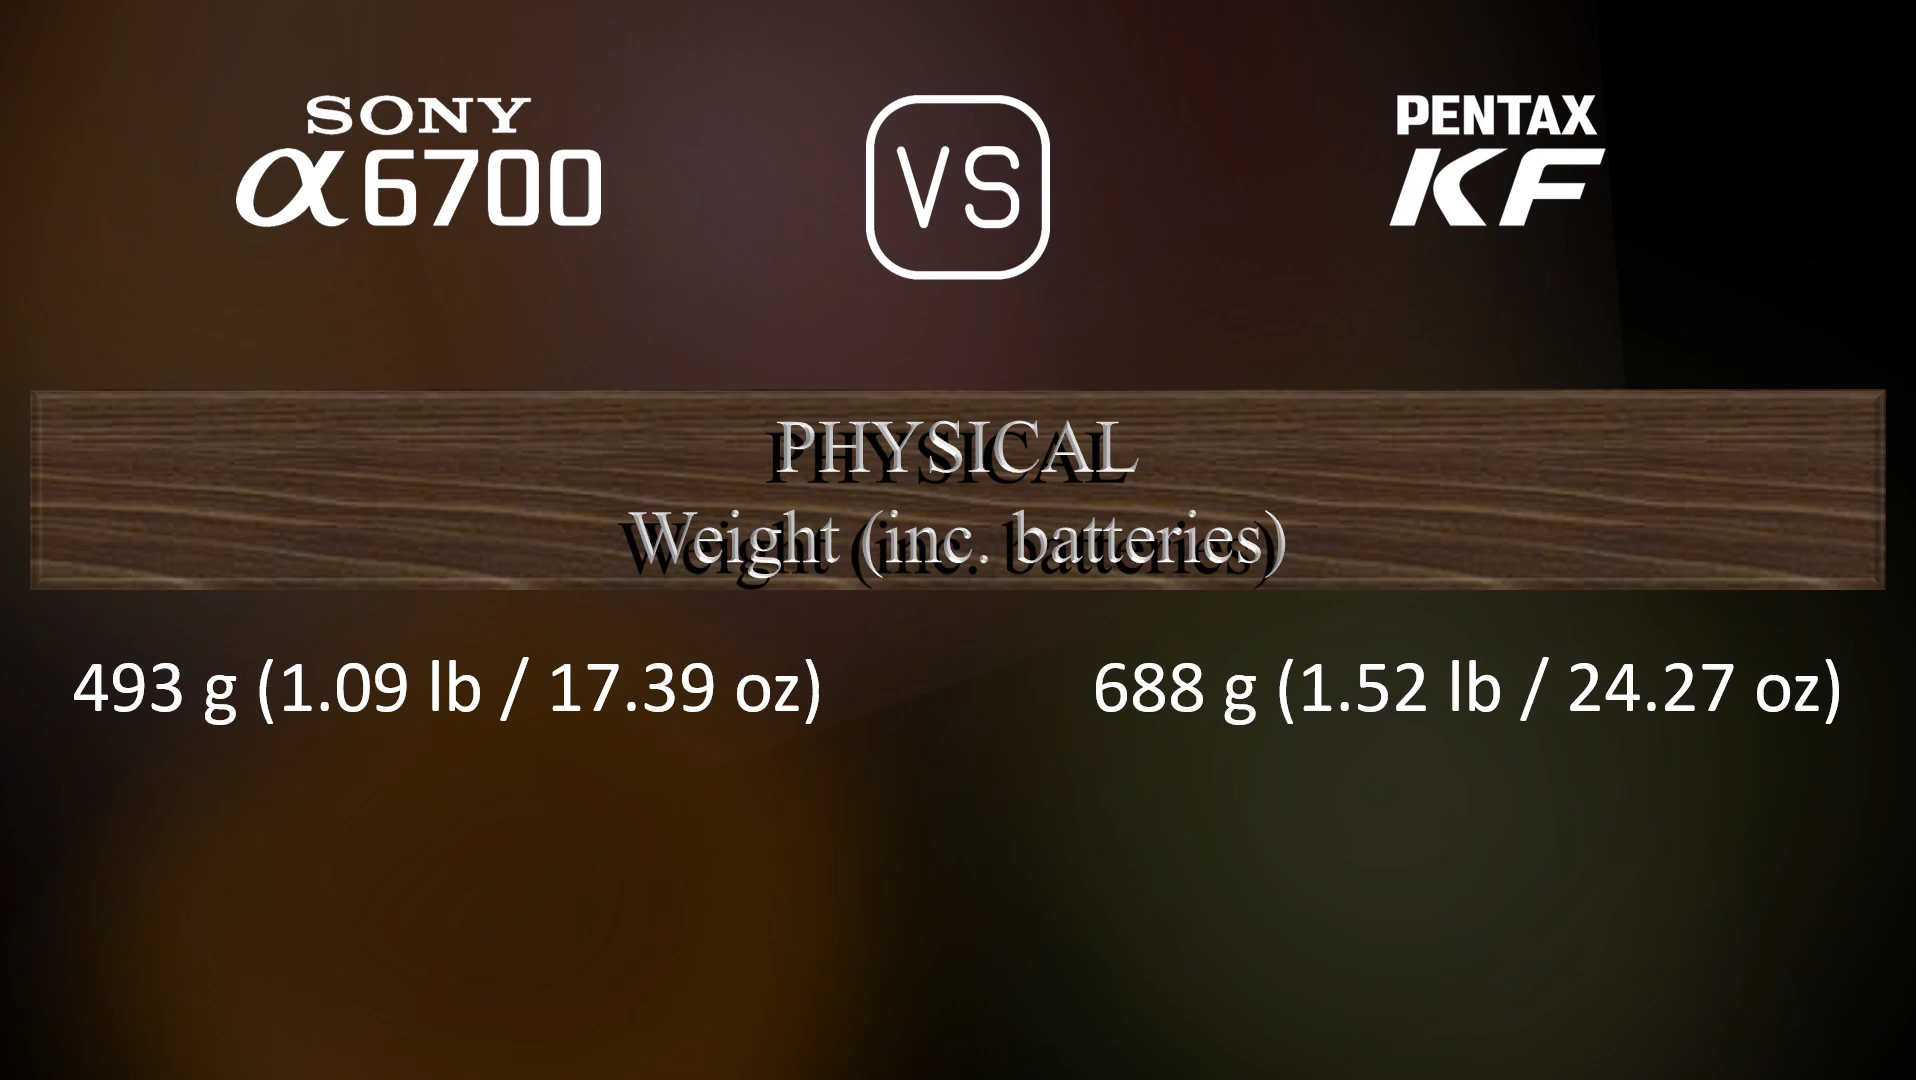 SONY
α6700
VS
PENTAX
KF
PHYSICAL
Weight (inc. batteries)
493 g (1.09 lb / 17.39 oz)
688 g (1.52 lb / 24.27 oz)